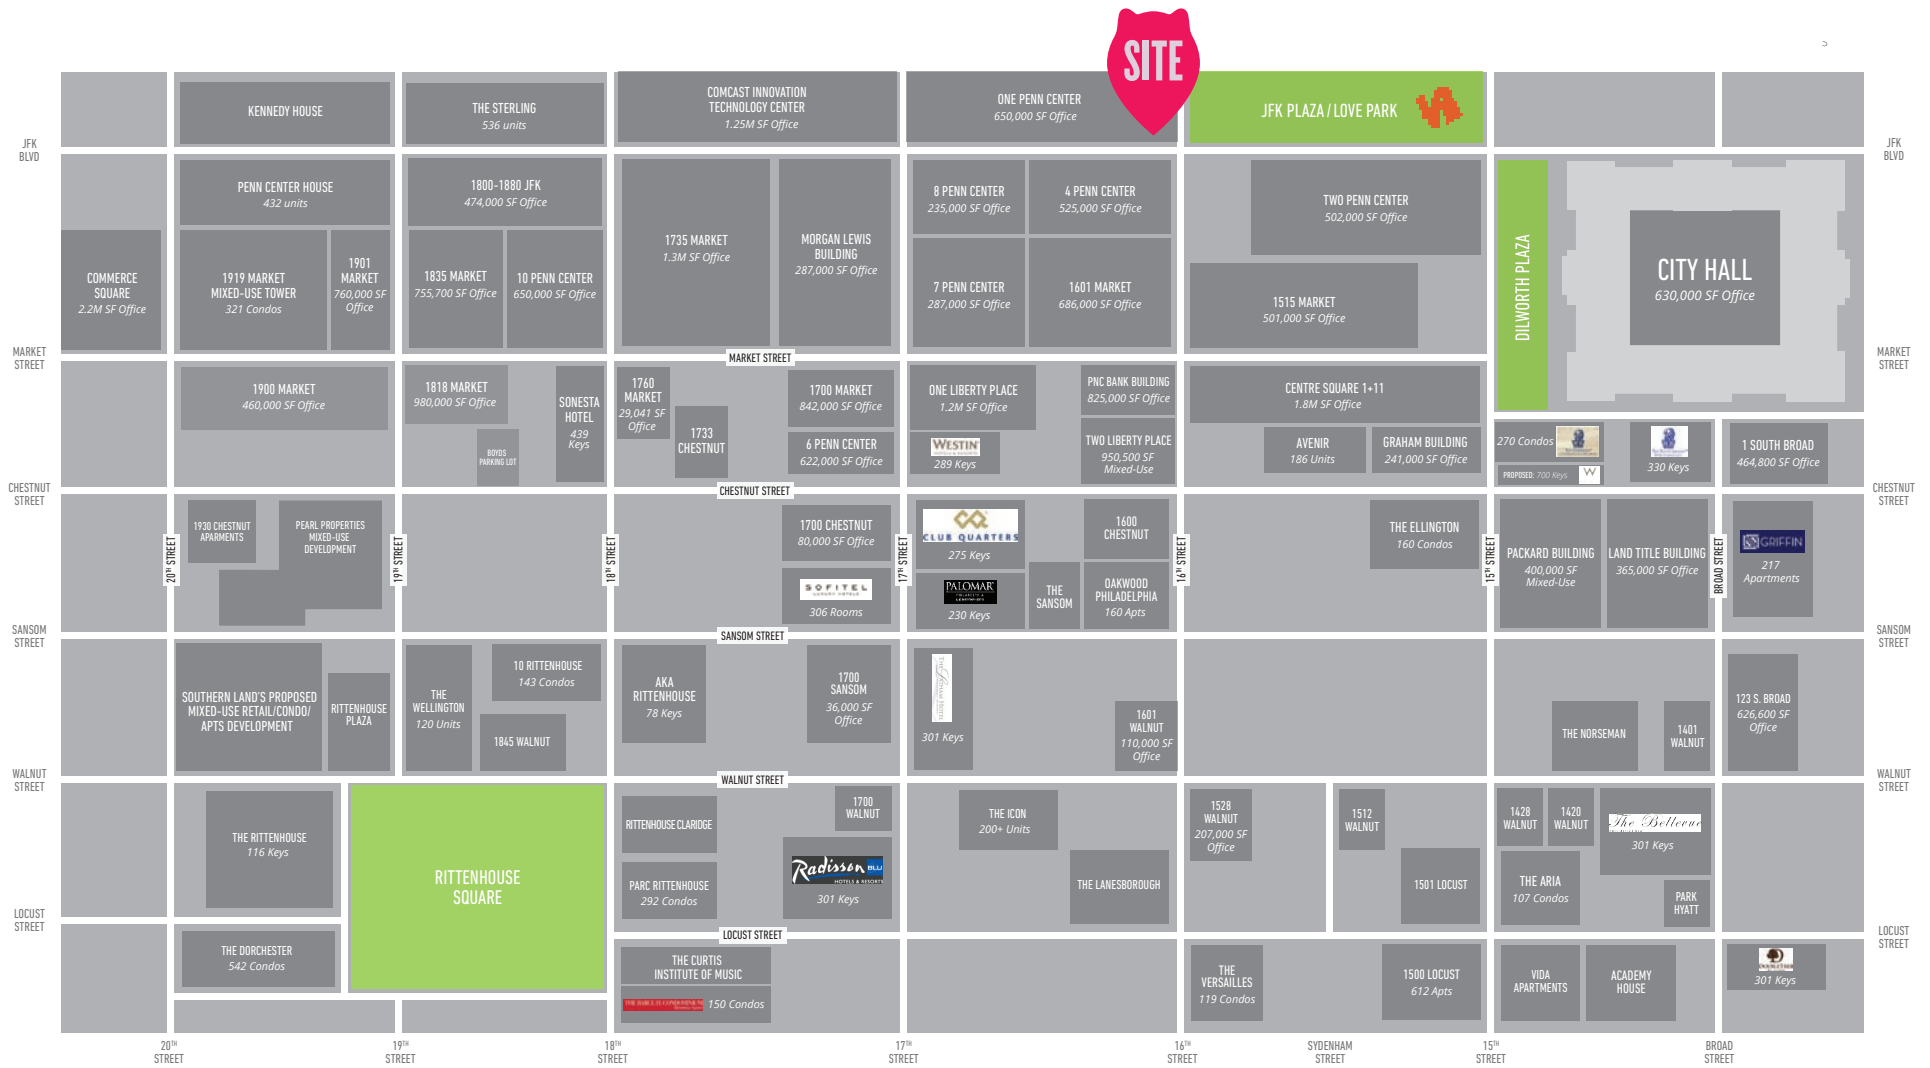 SITE
KENNEDY HOUSE
THE STERLING
536 units
COMCAST INNOVATION
TECHNOLOGY CENTER
1.25M SF Office
ONE PENN CENTER
650,000 SF Office
JFK PLAZA / LOVE PARK
JFK
BLVD
JFK
BLVD
PENN CENTER HOUSE
432 units
1800-1880 JFK
474,000 SF Office
8 PENN CENTER
235,000 SF Office
4 PENN CENTER
525,000 SF Office
TWO PENN CENTER
502,000 SF Office
COMMERCE
SQUARE
2.2M SF Office
1919 MARKET
MIXED-USE TOWER
321 Condos
1901
MARKET
760,000 SF
Office
1835 MARKET
755,700 SF Office
10 PENN CENTER
650,000 SF Office
1735 MARKET
1.3M SF Office
MORGAN LEWIS
BUILDING
287,000 SF Office
7 PENN CENTER
287,000 SF Office
1601 MARKET
686,000 SF Office
1515 MARKET
501,000 SF Office
DILWORTH PLAZA
CITY HALL
630,000 SF Office
MARKET
STREET
MARKET STREET
MARKET
STREET
1900 MARKET
460,000 SF Office
1818 MARKET
980,000 SF Office
BOYDS
PARKING LOT
SONESTA
HOTEL
439
Keys
1760
MARKET
29,041 SF
Office
1733
CHESTNUT
1700 MARKET
842,000 SF Office
6 PENN CENTER
622,000 SF Office
ONE LIBERTY PLACE
1.2M SF Office
WESTIN
289 Keys
PNC BANK BUILDING
825,000 SF Office
TWO LIBERTY PLACE
950,500 SF
Mixed-Use
CENTRE SQUARE 1+11
1.8M SF Office
AVENIR
186 Units
GRAHAM BUILDING
241,000 SF Office
270 Condos
PROPOSED: 700 Keys
W
330 Keys
1 SOUTH BROAD
464,800 SF Office
CHESTNUT
STREET
CHESTNUT STREET
CHESTNUT
STREET
20TH STREET
19TH STREET
18TH STREET
17TH STREET
16TH STREET
15TH STREET
BROAD STREET
1930 CHESTNUT
APARMENTS
PEARL PROPERTIES
MIXED-USE
DEVELOPMENT
1700 CHESTNUT
80,000 SF Office
SOFITEL
LUXURY HOTELS
306 Rooms
CLUB QUARTERS
275 Keys
PALOMAR
230 Keys
THE
SANSOM
1600
CHESTNUT
OAKWOOD
PHILADELPHIA
160 Apts
THE ELLINGTON
160 Condos
PACKARD BUILDING
400,000 SF
Mixed-Use
LAND TITLE BUILDING
365,000 SF Office
GRIFFIN
217
Apartments
SANSOM
STREET
SANSOM STREET
SANSOM
STREET
SOUTHERN LAND'S PROPOSED
MIXED-USE RETAIL/CONDO/
APTS DEVELOPMENT
RITTENHOUSE
PLAZA
THE
WELLINGTON
120 Units
10 RITTENHOUSE
143 Condos
1845 WALNUT
AKA
RITTENHOUSE
78 Keys
1700
SANSOM
36,000 SF
Office
301 Keys
1601
WALNUT
110,000 SF
Office
THE NORSEMAN
1401
WALNUT
123 S. BROAD
626,600 SF
Office
WALNUT
STREET
WALNUT STREET
WALNUT
STREET
THE RITTENHOUSE
116 Keys
RITTENHOUSE
SQUARE
RITTENHOUSE CLARIDGE
PARC RITTENHOUSE
292 Condos
1700
WALNUT
Radisson BLU
HOTELS & RESORTS
301 Keys
THE ICON
200+ Units
THE LANESBOROUGH
1528
WALNUT
207,000 SF
Office
1512
WALNUT
1501 LOCUST
1428
WALNUT
1420
WALNUT
The Bellevue
301 Keys
THE ARIA
107 Condos
PARK
HYATT
LOCUST
STREET
LOCUST STREET
LOCUST
STREET
THE DORCHESTER
542 Condos
THE CURTIS
INSTITUTE OF MUSIC
150 Condos
THE
VERSAILLES
119 Condos
1500 LOCUST
612 Apts
VIDA
APARTMENTS
ACADEMY
HOUSE
DOUBLETREE
301 Keys
20TH
STREET
19TH
STREET
18TH
STREET
17TH
STREET
16TH
STREET
SYDENHAM
STREET
15TH
STREET
BROAD
STREET